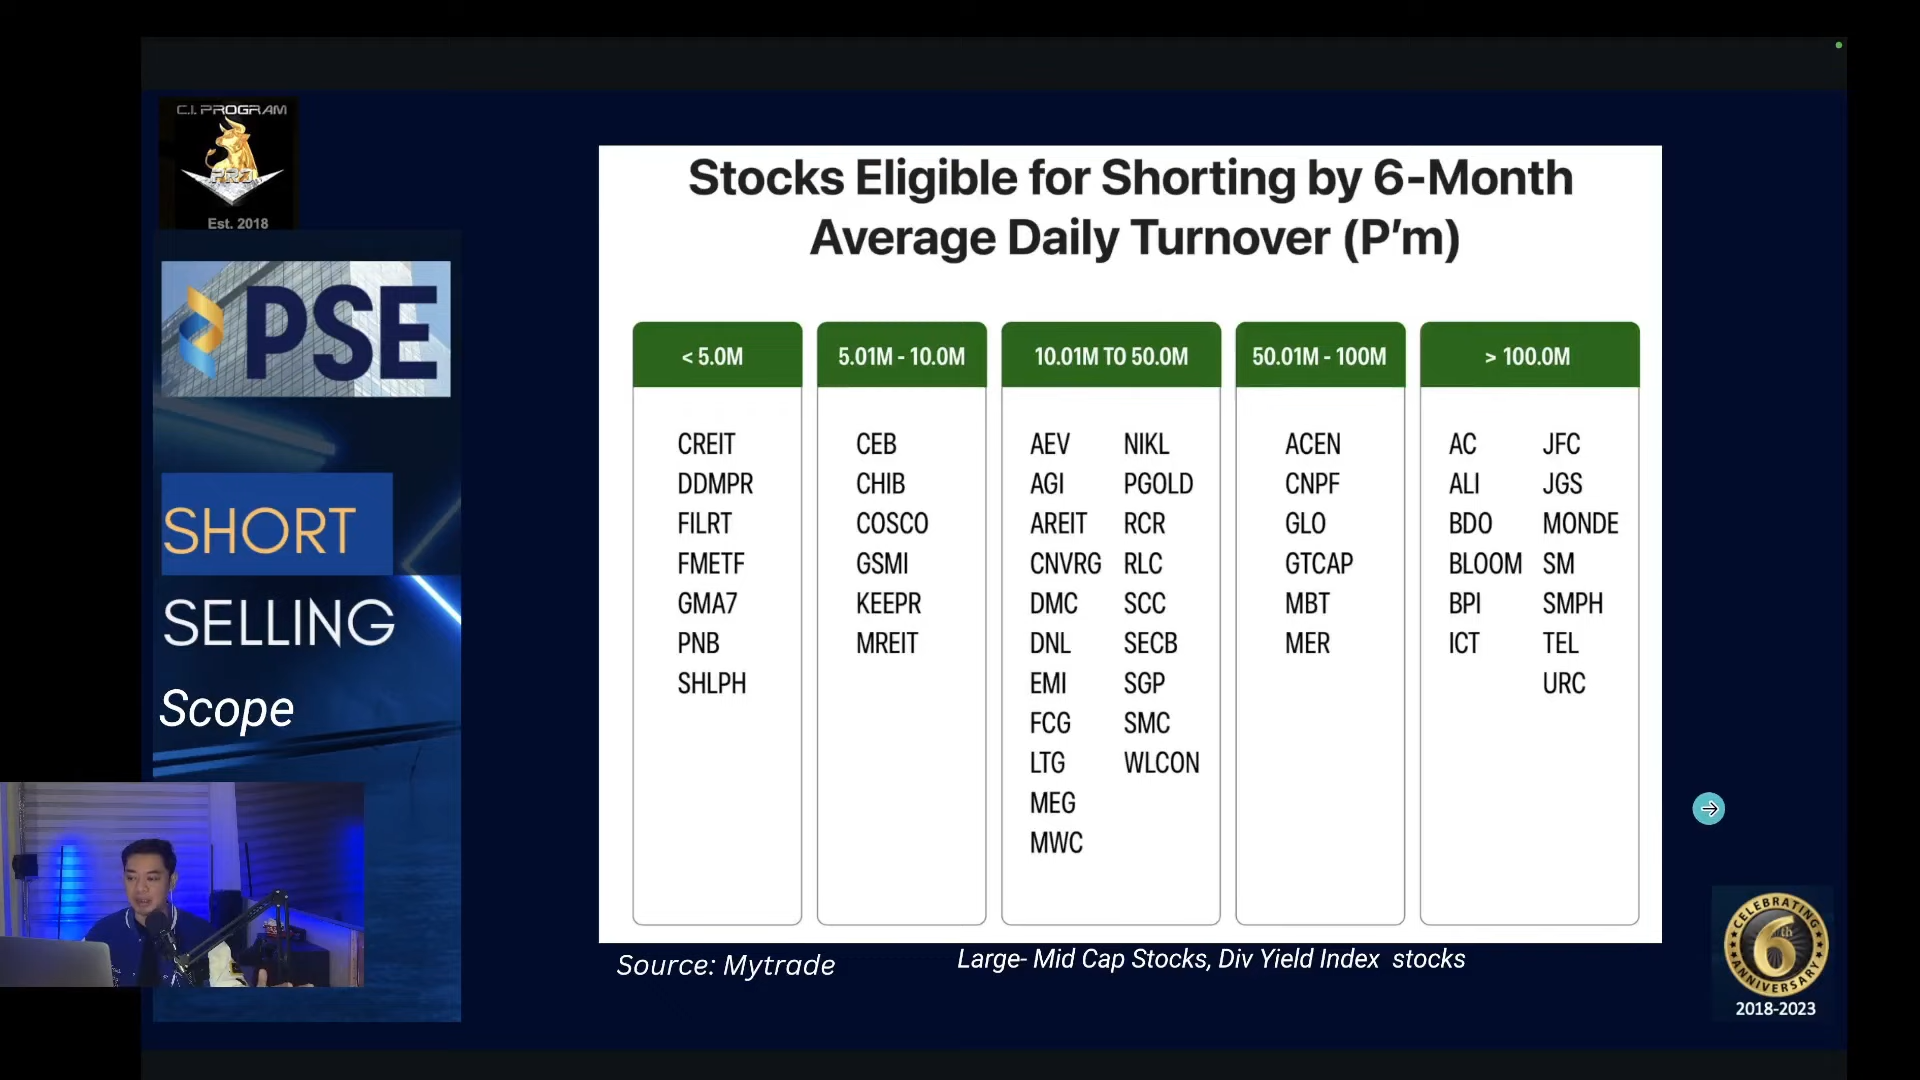 C.I. PROGRAM
PRO
Est. 2018
PSE
SHORT
SELLING
Scope
Stocks Eligible for Shorting by 6-Month
Average Daily Turnover (P'm)
< 5.0M
CREIT
DDMPR
FILRT
FMETF
GMA7
PNB
SHLPH
5.01M - 10.0M
CEB
CHIB
COSCO
GSMI
KEEPR
MREIT
10.01M TO 50.0M
AEV NIKL
AGI PGOLD
AREIT RCR
CNVRG RLC
DMC SCC
DNL SECB
EMI SGP
FCG SMC
LTG WLCON
MEG
MWC
50.01M - 100M
ACEN
CNPF
GLO
GTCAP
MBT
MER
> 100.0M
AC JFC
ALI JGS
BDO MONDE
BLOOM SM
BPI SMPH
ICT TEL
URC
Source: Mytrade
Large- Mid Cap Stocks, Div Yield Index stocks
CELEBRATING
6th
ANNIVERSARY
2018-2023